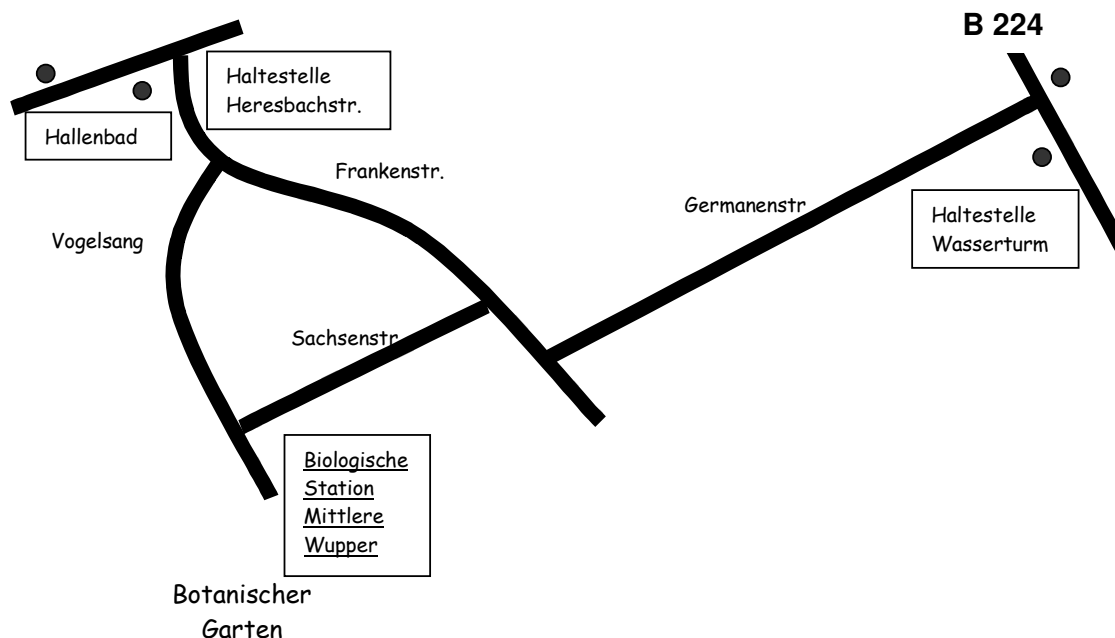 B 224
Haltestelle
Heresbachstr.
Hallenbad
Frankenstr.
Germanenstr
Haltestelle
Wasserturm
Vogelsang
Sachsenstr
Biologische
Station
Mittlere
Wupper
Botanischer
Garten